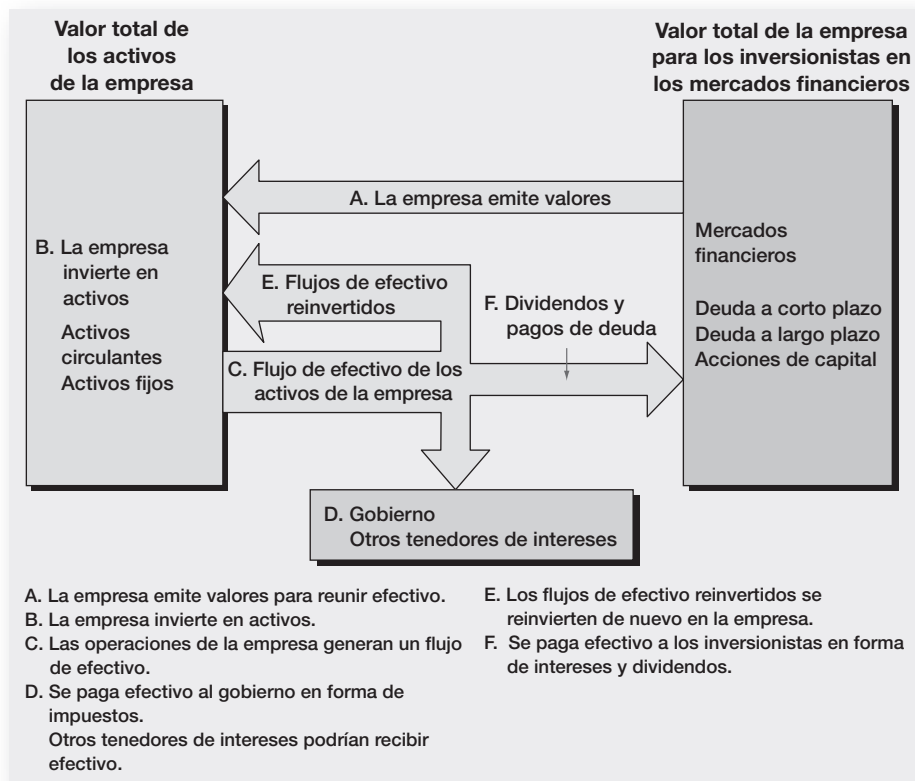 Valor total de
los activos
de la empresa
Valor total de la empresa
para los inversionistas en
los mercados financieros
A. La empresa emite valores
B. La empresa
invierte en
activos
Activos
circulantes
Activos fijos
E. Flujos de efectivo
reinvertidos
F. Dividendos y
pagos de deuda
C. Flujo de efectivo de los
activos de la empresa
Mercados
financieros
Deuda a corto plazo
Deuda a largo plazo
Acciones de capital
D. Gobierno
Otros tenedores de intereses
A. La empresa emite valores para reunir efectivo.
B. La empresa invierte en activos.
C. Las operaciones de la empresa generan un flujo
de efectivo.
D. Se paga efectivo al gobierno en forma de
impuestos.
Otros tenedores de intereses podrían recibir
efectivo.
E. Los flujos de efectivo reinvertidos se
reinvierten de nuevo en la empresa.
F. Se paga efectivo a los inversionistas en forma
de intereses y dividendos.